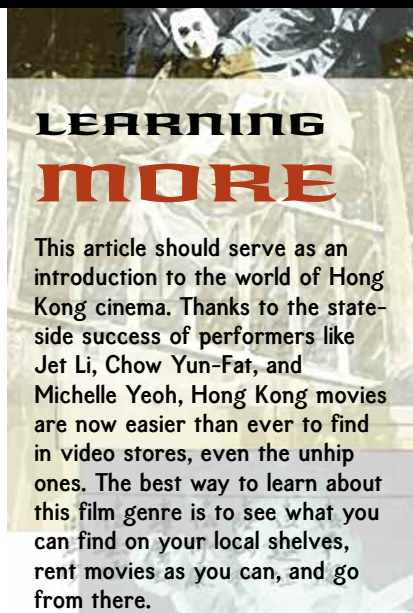 LEARNING
MORE
This article should serve as an
introduction to the world of Hong
Kong cinema. Thanks to the state-
side success of performers like
Jet Li, Chow Yun-Fat, and
Michelle Yeoh, Hong Kong movies
are now easier than ever to find
in video stores, even the unhip
ones. The best way to learn about
this film genre is to see what you
can find on your local shelves,
rent movies as you can, and go
from there.